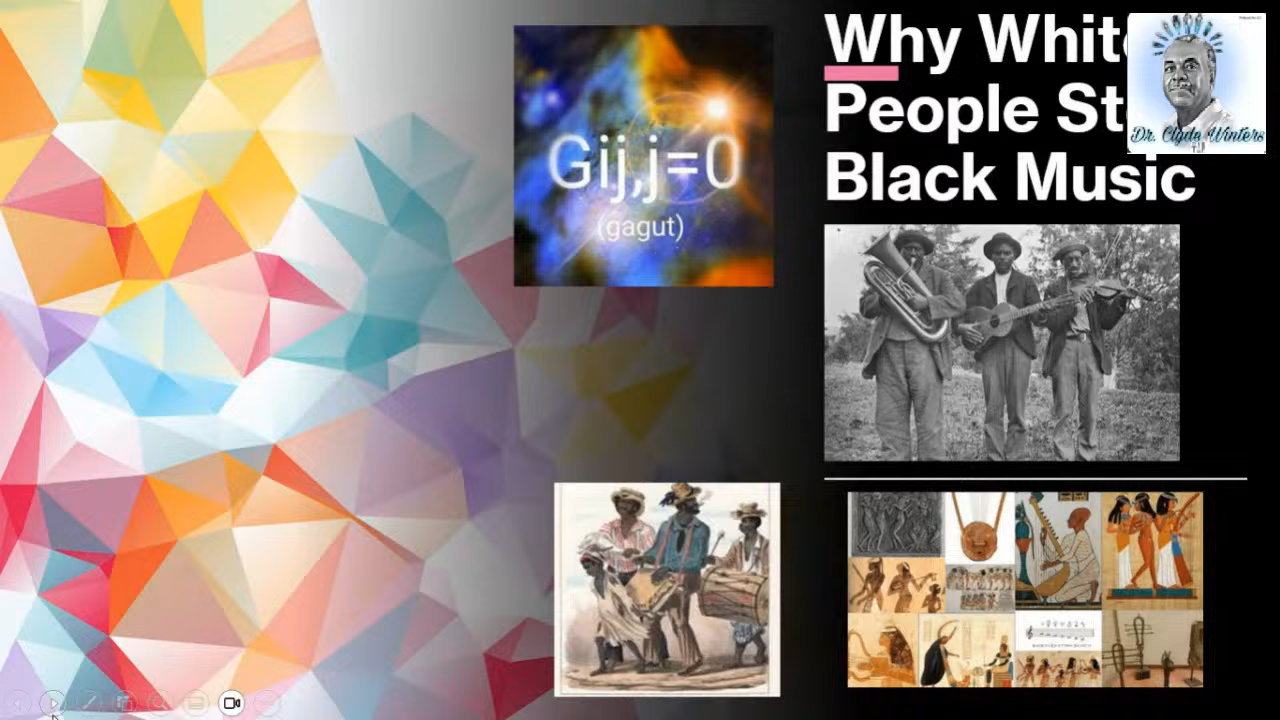 Why White
People St
Black Music
Dr. Clyde Winters
Gij,j=0
(gagut)